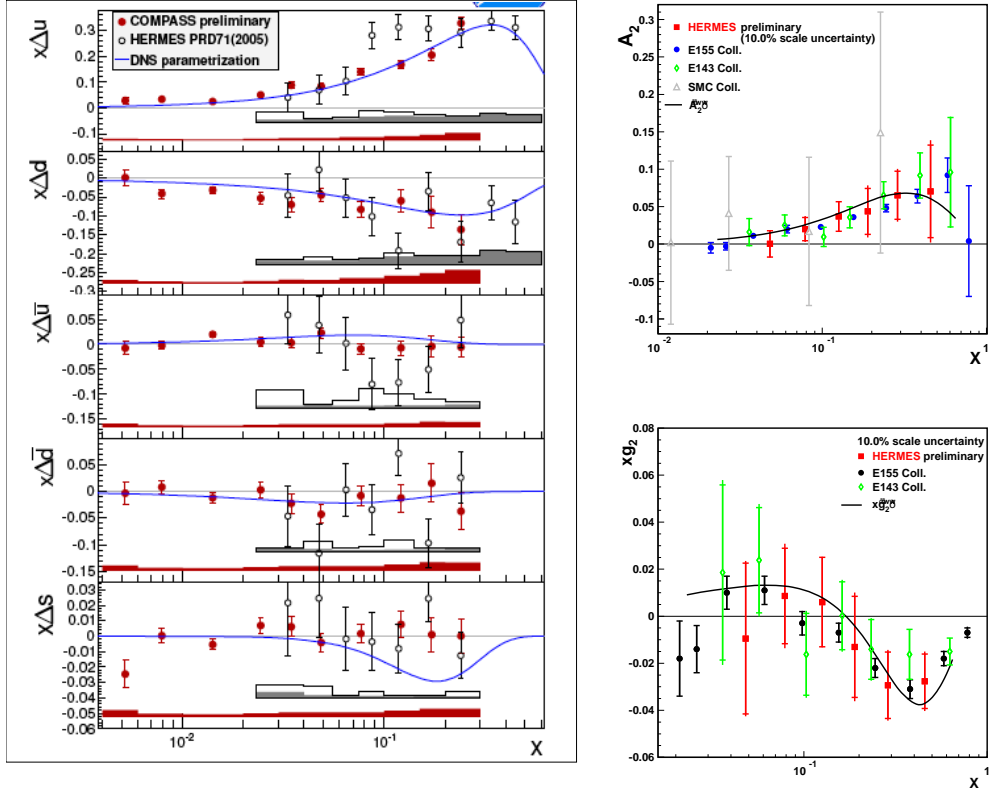 COMPASS preliminary
HERMES PRD71(2005)
DNS parametrization
xΔu
0.3
0.2
0.1
0
-0.1
xΔd
0.05
0
-0.05
-0.1
-0.15
-0.2
-0.25
-0.3
xΔu̅
0.05
0
-0.05
-0.1
-0.15
xΔd̅
0.05
0
-0.05
-0.1
-0.15
xΔs
0.03
0.02
0.01
0
-0.01
-0.02
-0.03
-0.04
-0.05
0.06
10⁻² 10⁻¹ X
A₂
0.3
0.25
0.2
0.15
0.1
0.05
0
-0.05
-0.1
HERMES preliminary
(10.0% scale uncertainty)
E155 Coll.
E143 Coll.
SMC Coll.
10⁻² 10⁻¹ 1
X
xg₂
0.08
0.06
0.04
0.02
0
-0.02
-0.04
-0.06
10.0% scale uncertainty
HERMES preliminary
E155 Coll.
E143 Coll.
10⁻¹ 1
X